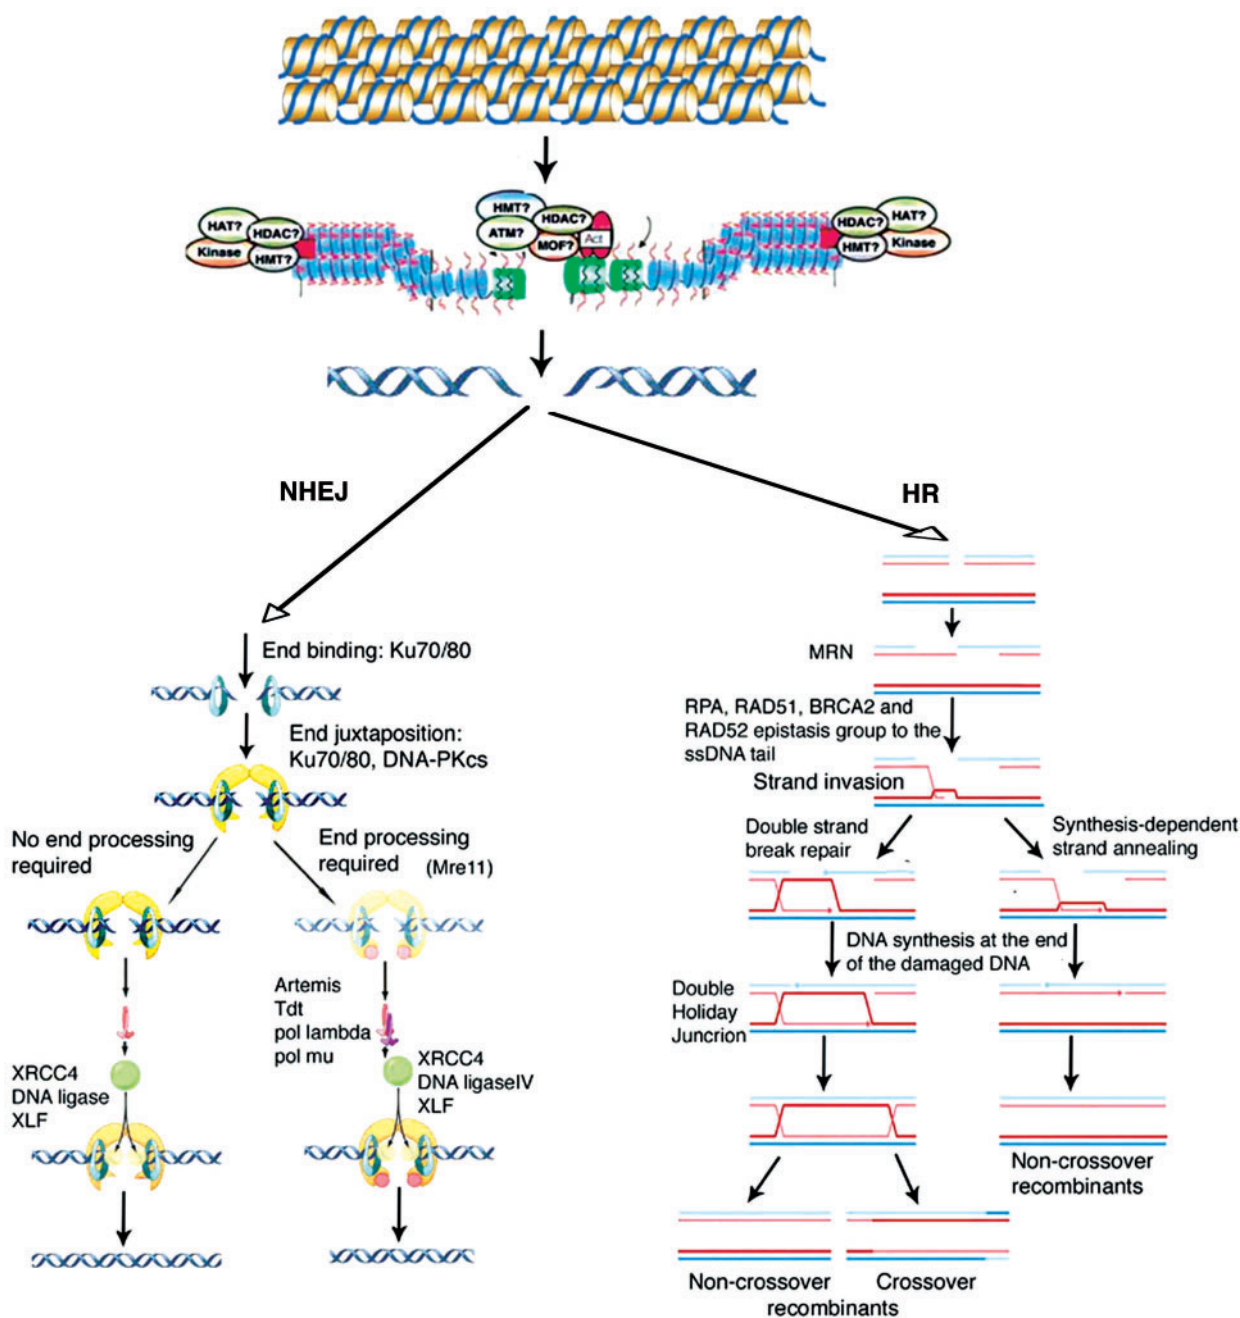 HMT?
HAT?
HDAC?
HDAC?
HAT?
ATM?
MOF?
Act
HDAC?
Kinase
HMT?
HMT?
Kinase
NHEJ
HR
End binding: Ku70/80
MRN
End juxtaposition:
Ku70/80, DNA-PKcs
RPA, RAD51, BRCA2 and
RAD52 epistasis group to the
ssDNA tail
Strand invasion
No end processing
required
End processing
required
(Mre11)
Double strand
break repair
Synthesis-dependent
strand annealing
DNA synthesis at the end
of the damaged DNA
Artemis
Tdt
pol lambda
pol mu
Double
Holiday
Juncrion
XRCC4
DNA ligase
XLF
XRCC4
DNA ligaseIV
XLF
Non-crossover
recombinants
Non-crossover
Crossover
recombinants